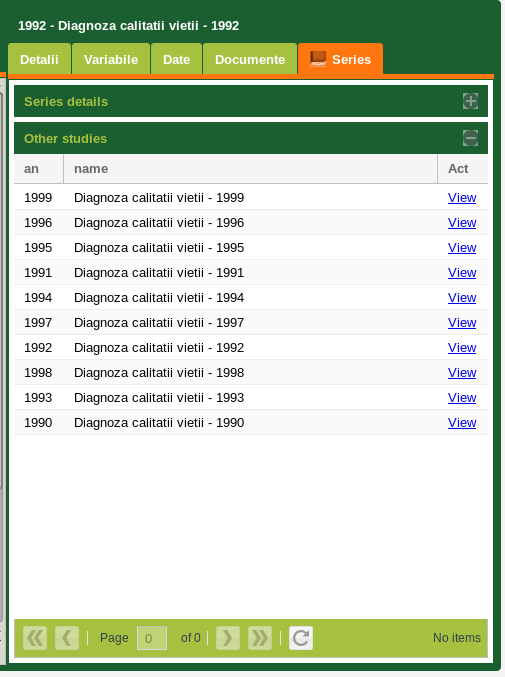 1992 - Diagnoza calitatii vietii - 1992
Detalii Variabile Date Documente Series
Series details
Other studies
an name Act
1999 Diagnoza calitatii vietii - 1999 View
1996 Diagnoza calitatii vietii - 1996 View
1995 Diagnoza calitatii vietii - 1995 View
1991 Diagnoza calitatii vietii - 1991 View
1994 Diagnoza calitatii vietii - 1994 View
1997 Diagnoza calitatii vietii - 1997 View
1992 Diagnoza calitatii vietii - 1992 View
1998 Diagnoza calitatii vietii - 1998 View
1993 Diagnoza calitatii vietii - 1993 View
1990 Diagnoza calitatii vietii - 1990 View
Page 0 of 0 No items